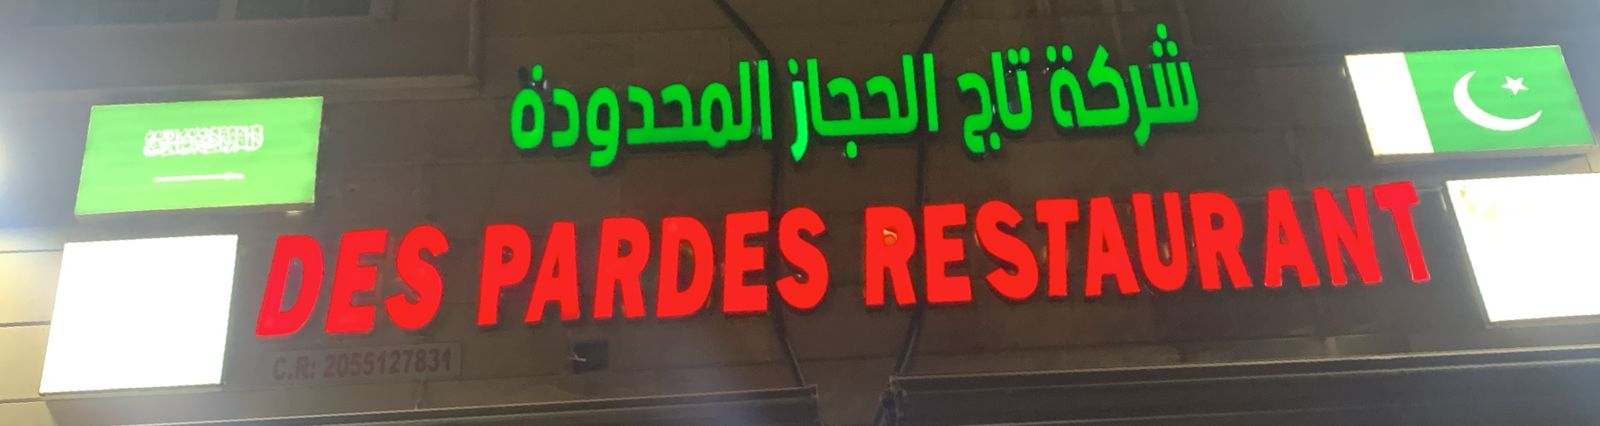 شركة تاج الحجاز المحدودة
DES PARDES RESTAURANT
C.R: 2055127831